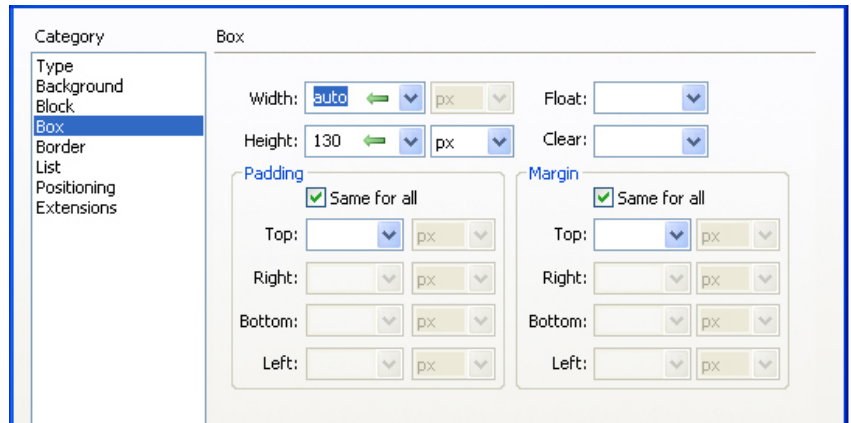 Category
Box
Type
Background
Block
Box
Border
List
Positioning
Extensions
Width: auto px Float:
Height: 130 px Clear:
Padding Margin
Same for all Same for all
Top: px Top: px
Right: px Right: px
Bottom: px Bottom: px
Left: px Left: px